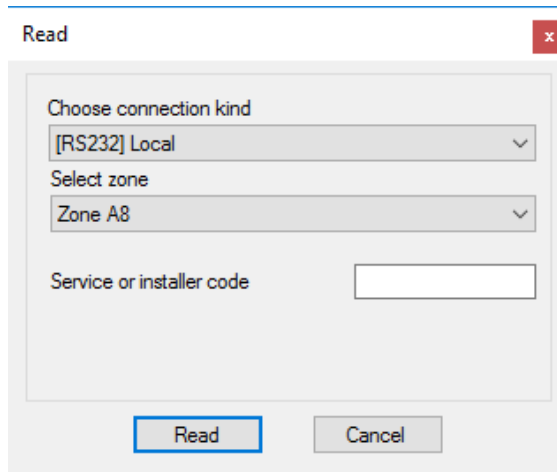 Read
x
Choose connection kind
[RS232] Local
Select zone
Zone A8
Service or installer code
Read Cancel